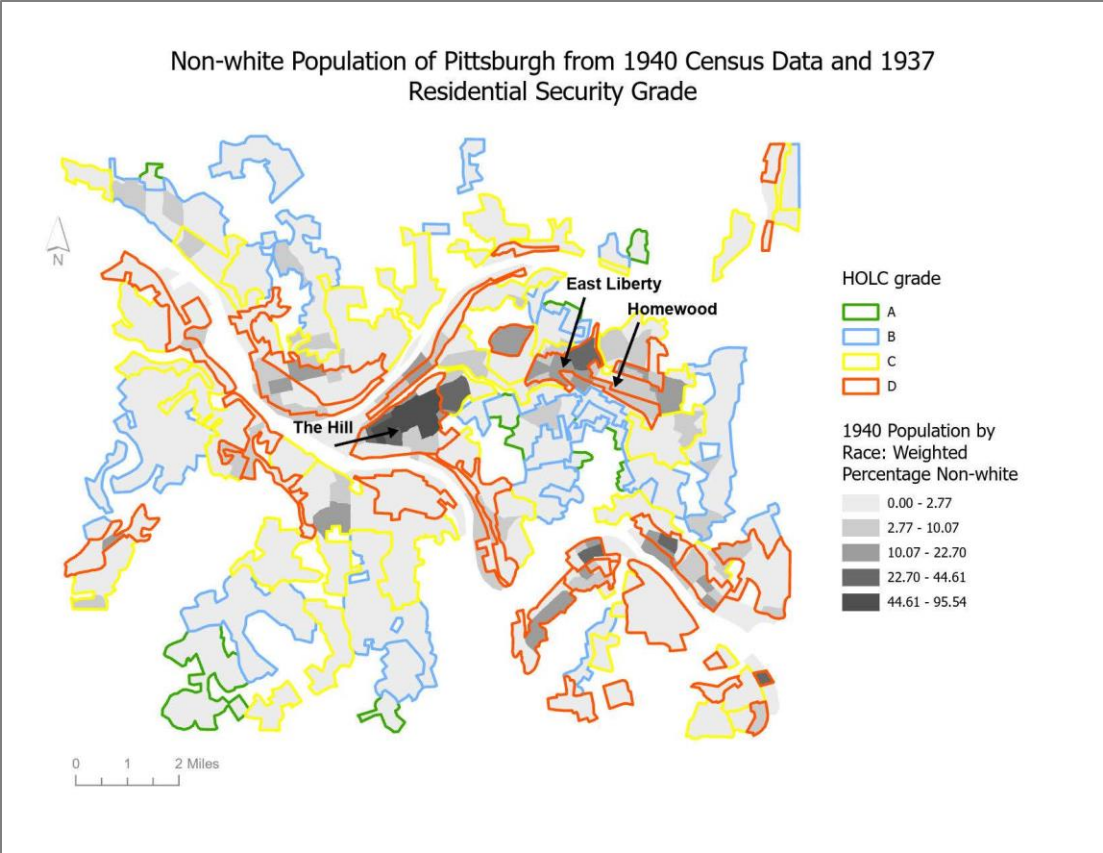 Non-white Population of Pittsburgh from 1940 Census Data and 1937
Residential Security Grade
N
East Liberty
Homewood
The Hill
HOLC grade
A
B
C
D
1940 Population by
Race: Weighted
Percentage Non-white
0.00 - 2.77
2.77 - 10.07
10.07 - 22.70
22.70 - 44.61
44.61 - 95.54
0 1 2 Miles